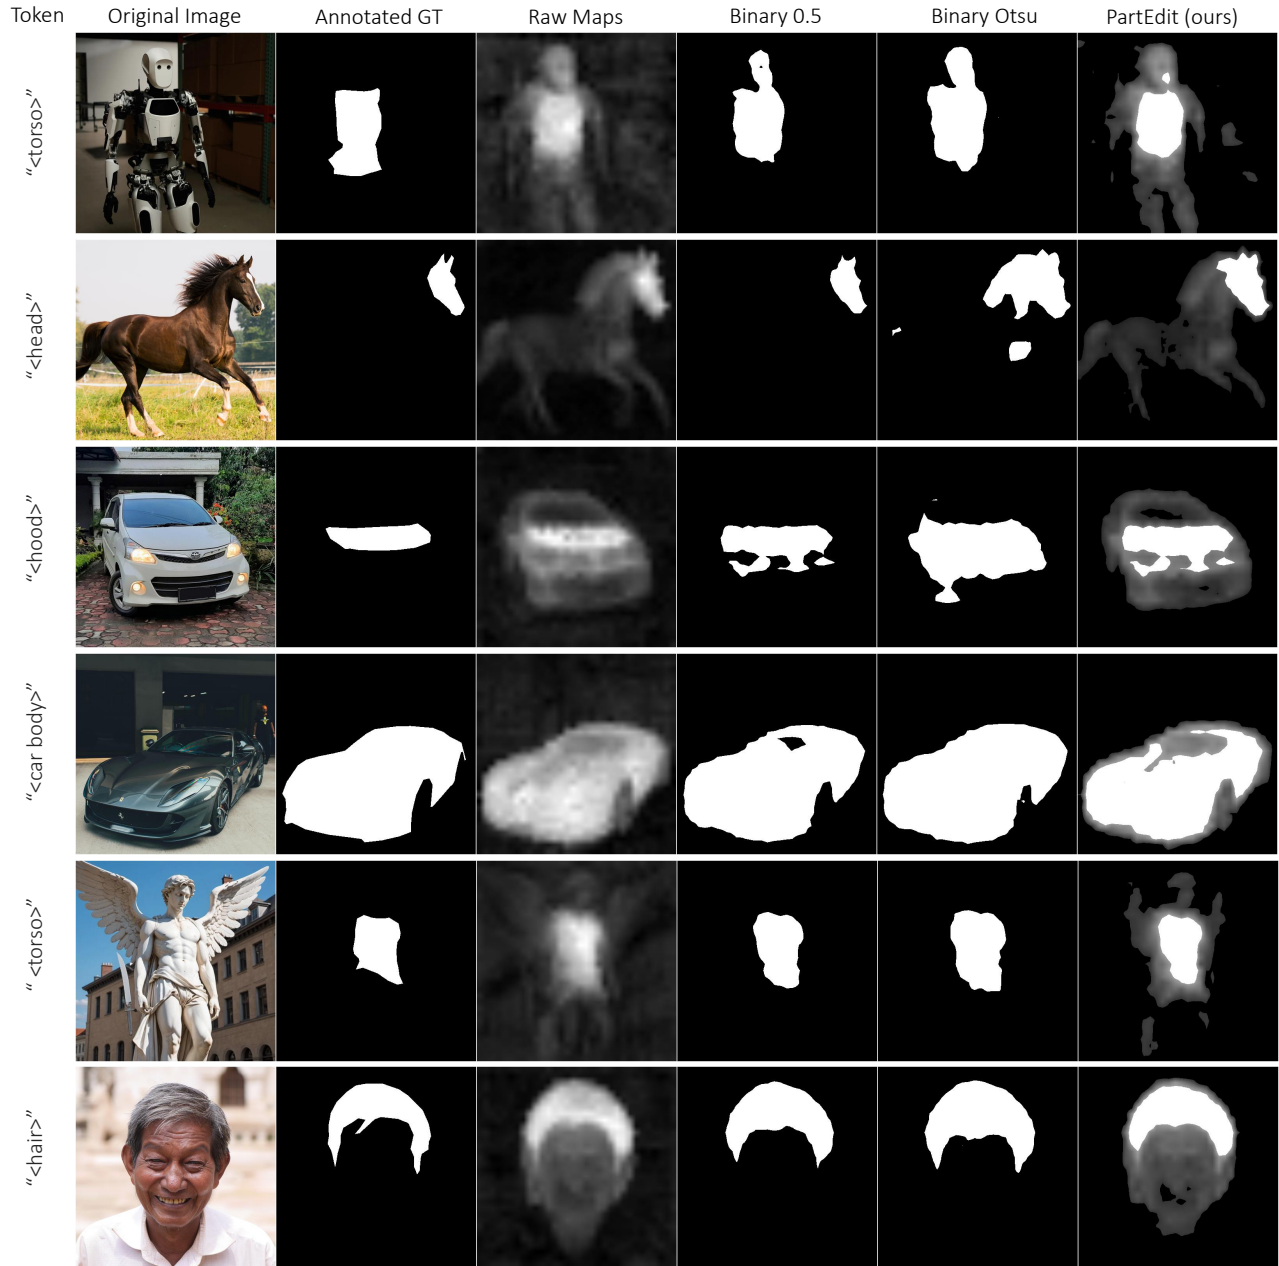 Token Original Image Annotated GT Raw Maps Binary 0.5 Binary Otsu PartEdit (ours)
“<torso>”
“<head>”
“<hood>”
“<car body>”
“ <torso>”
“<hair>”